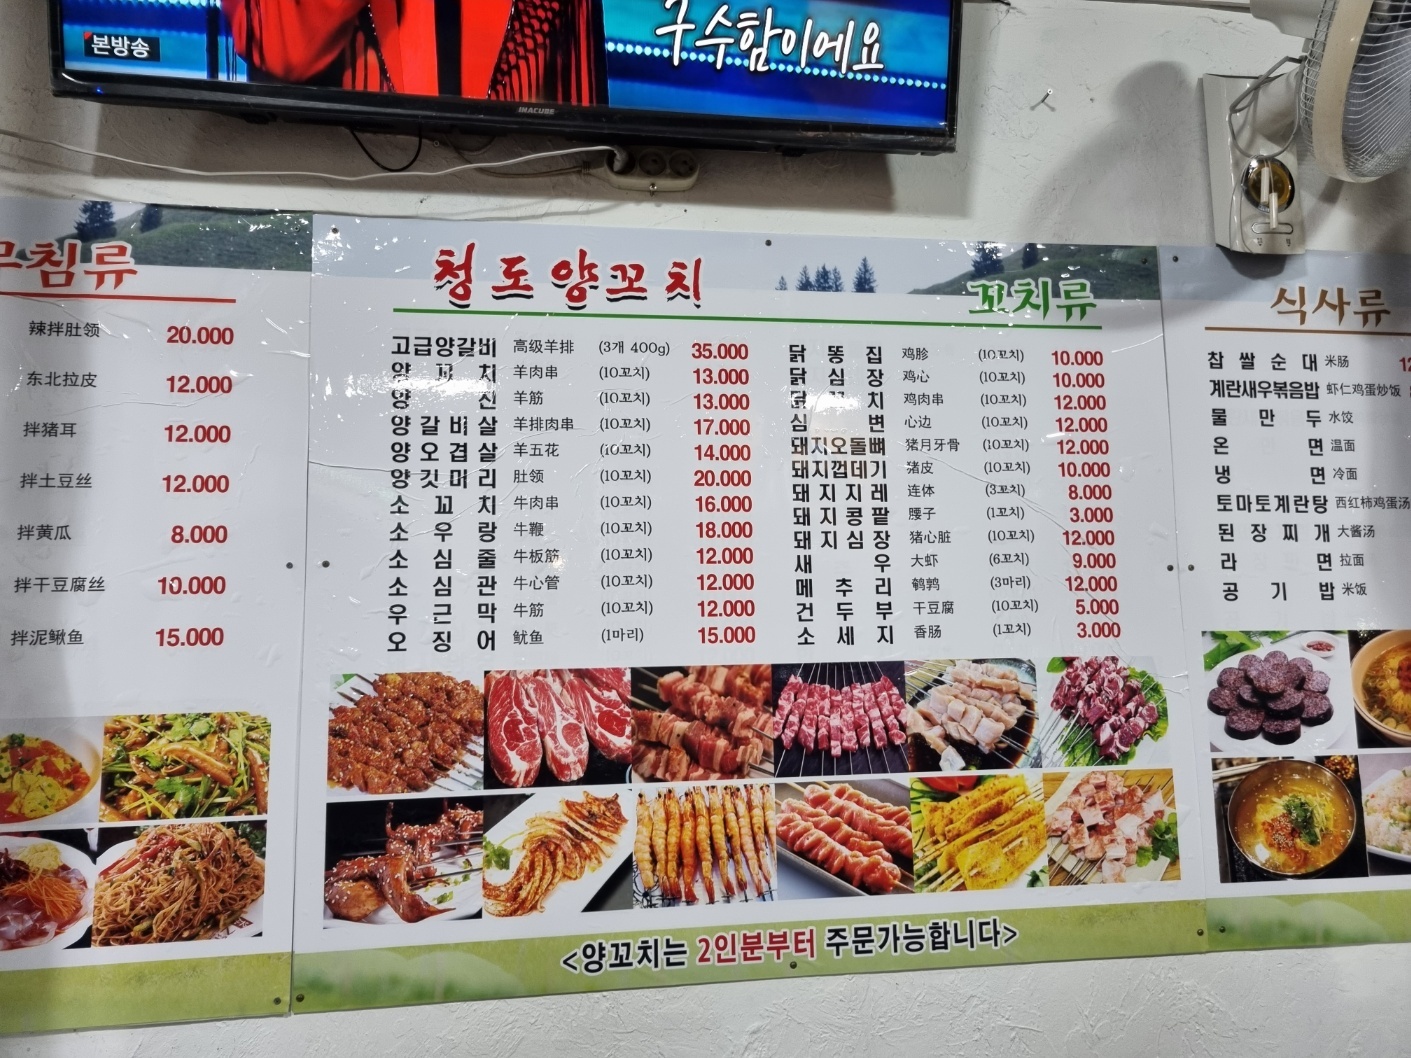 본방송
구수함이에요
INACUBE
침류
辣拌肚领 20.000
东北拉皮 12.000
拌猪耳 12.000
拌土豆丝 12.000
拌黄瓜 8.000
拌干豆腐丝 10.000
拌泥鳅鱼 15.000
청도양꼬치
꼬치류
고급양갈비 高级羊排 (3개 400g) 35.000
양꼬치 羊肉串 (10꼬치) 13.000
양신 羊筋 (10꼬치) 13.000
양갈비살 羊排肉串 (10꼬치) 17.000
양오겹살 羊五花 (10꼬치) 14.000
양깃머리 肚领 (10꼬치) 20.000
소꼬치 牛肉串 (10꼬치) 16.000
소우랑 牛鞭 (10꼬치) 18.000
소심줄 牛板筋 (10꼬치) 12.000
소심관 牛心管 (10꼬치) 12.000
우근막 牛筋 (10꼬치) 12.000
오징어 鱿鱼 (1마리) 15.000
닭똥집 鸡胗 (10꼬치) 10.000
닭심장 鸡心 (10꼬치) 10.000
닭꼬치 鸡肉串 (10꼬치) 12.000
심변 心边 (10꼬치) 12.000
돼지오돌뼈 猪月牙骨 (10꼬치) 12.000
돼지껍데기 猪皮 (10꼬치) 10.000
돼지지레 连体 (3꼬치) 8.000
돼지콩팥 腰子 (1꼬치) 3.000
돼지심장 猪心脏 (10꼬치) 12.000
새우 大虾 (6꼬치) 9.000
메추리 鹌鹑 (3마리) 12.000
건두부 干豆腐 (10꼬치) 5.000
소세지 香肠 (1꼬치) 3.000
<양꼬치는 2인분부터 주문가능합니다>
식사류
찹쌀순대 米肠
계란새우볶음밥 虾仁鸡蛋炒饭
물만두 水饺
온면 温面
냉면 冷面
토마토계란탕 西红柿鸡蛋汤
된장찌개 大酱汤
라면 拉面
공기밥 米饭